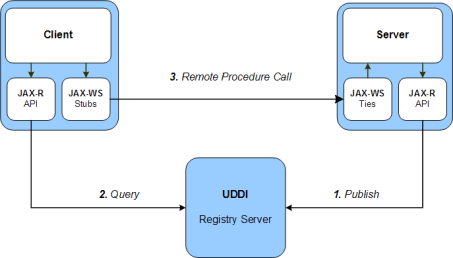 Client
Server
JAX-R
API
JAX-WS
Stubs
3. Remote Procedure Call
JAX-WS
Ties
JAX-R
API
2. Query
UDDI
Registry Server
1. Publish